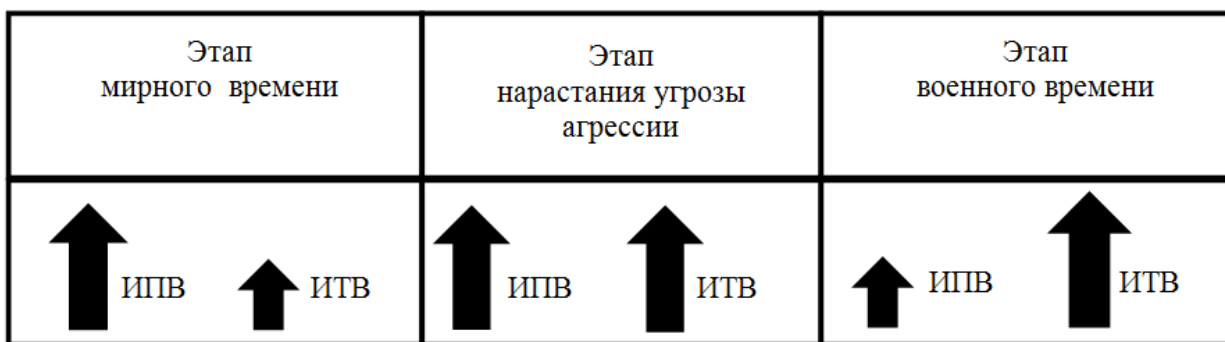 Этап
мирного времени
Этап
нарастания угрозы
агрессии
Этап
военного времени
ИПВ
ИТВ
ИПВ
ИТВ
ИПВ
ИТВ